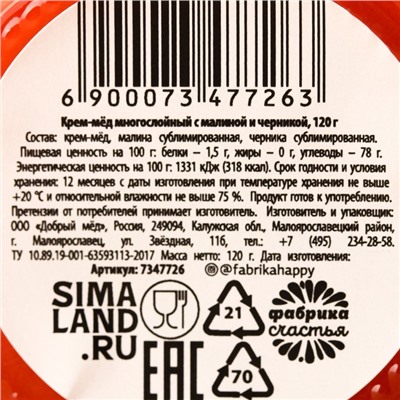 6 900073 477263
Крем-мёд многослойный с малиной и черникой, 120 г
Состав: крем-мёд, малина сублимированная, черника сублимированная.
Пищевая ценность на 100 г: белки – 1,5 г, жиры – 0 г, углеводы – 78 г.
Энергетическая ценность на 100 г: 1331 кДж (318 ккал). Срок годности и условия
хранения: 12 месяцев с даты изготовления при температуре хранения не выше
+20 °С и относительной влажности не выше 75 %. Продукт готов к употреблению.
Претензии от потребителей принимает изготовитель. Изготовитель и упаковщик:
ООО «Добрый мёд», Россия, 249094, Калужская обл., Малоярославецкий район,
г. Малоярославец, ул. Звёздная, 11б, тел.: +7 (495) 234-28-58.
ТУ 10.89.19-001-63593113-2017 Масса нетто: 120 г. Дата изготовления:
Артикул: 7347726 @fabrikahappy
SIMA
LAND
.RU
EAC
21
70
фабрика
счастья